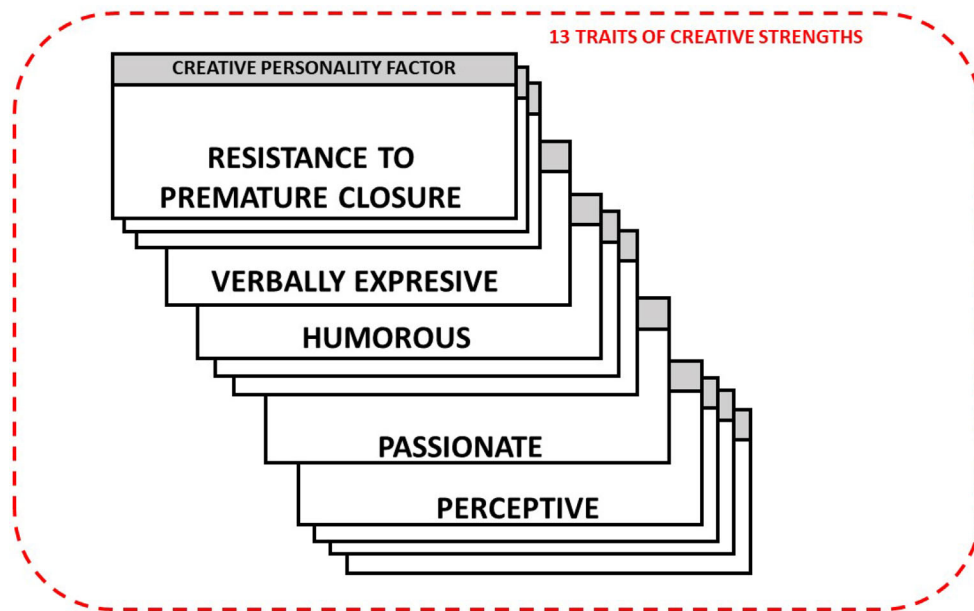 13 TRAITS OF CREATIVE STRENGTHS
CREATIVE PERSONALITY FACTOR
RESISTANCE TO
PREMATURE CLOSURE
VERBALLY EXPRESIVE
HUMOROUS
PASSIONATE
PERCEPTIVE